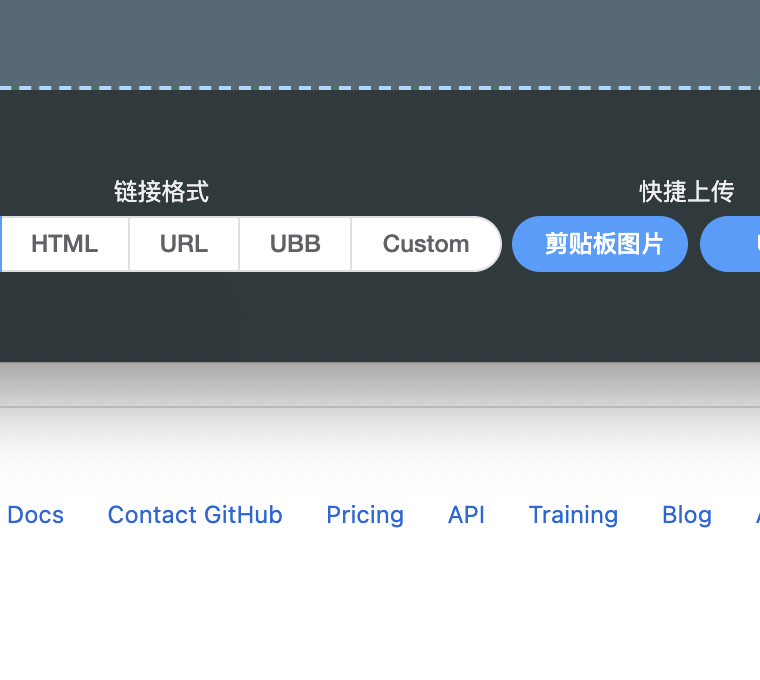 链接格式 快捷上传
HTML URL UBB Custom 剪贴板图片
Docs Contact GitHub Pricing API Training Blog